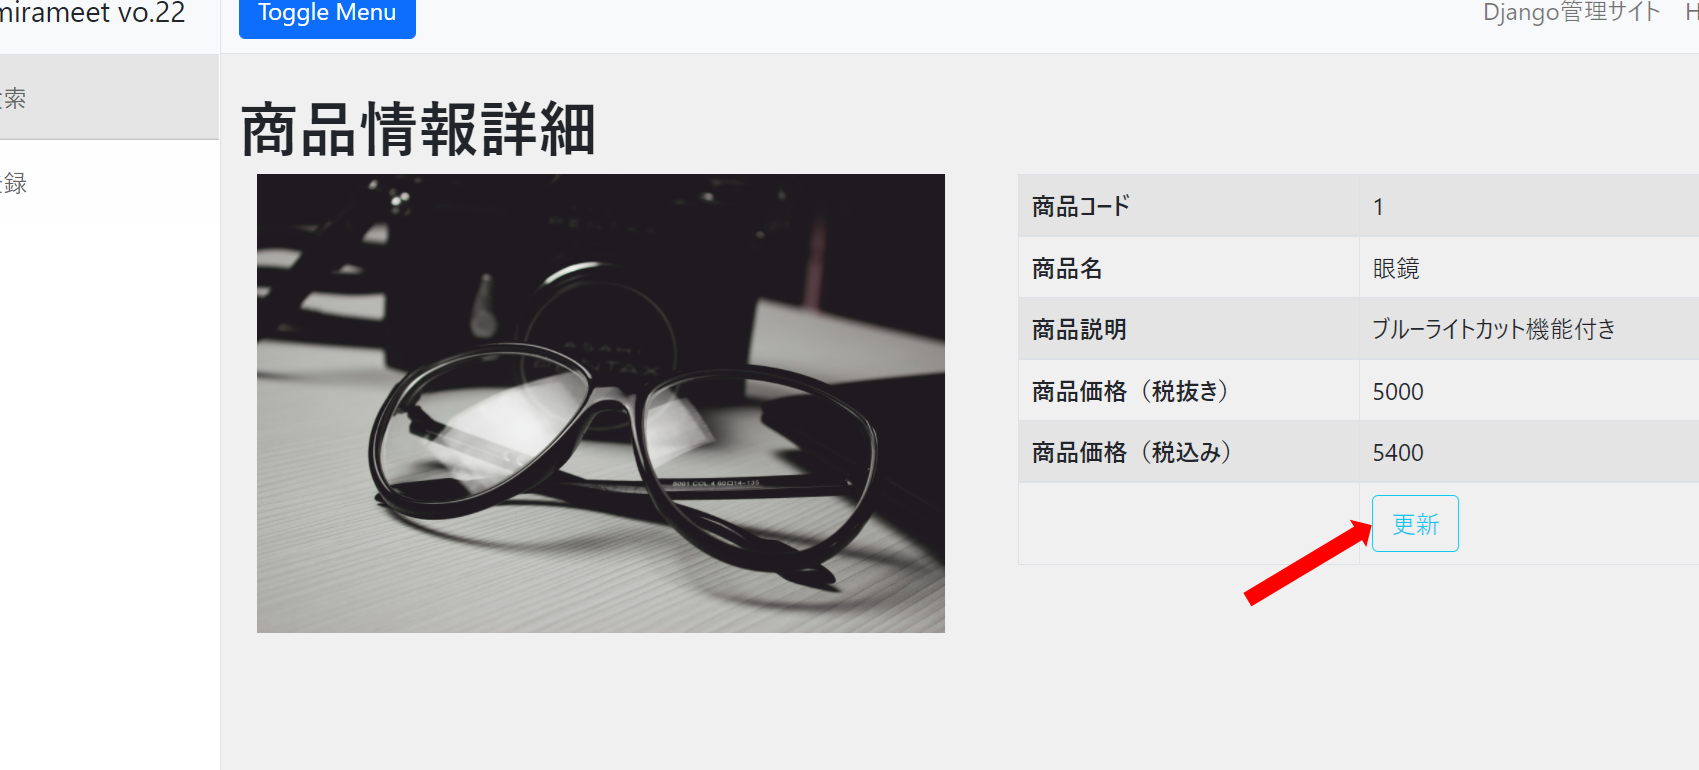 mirameet vo.22
Toggle Menu
Django管理サイト
索
録
商品情報詳細
商品コード 1
商品名 眼鏡
商品説明 ブルーライトカット機能付き
商品価格（税抜き） 5000
商品価格（税込み） 5400
更新
ASAHI
PENTAX